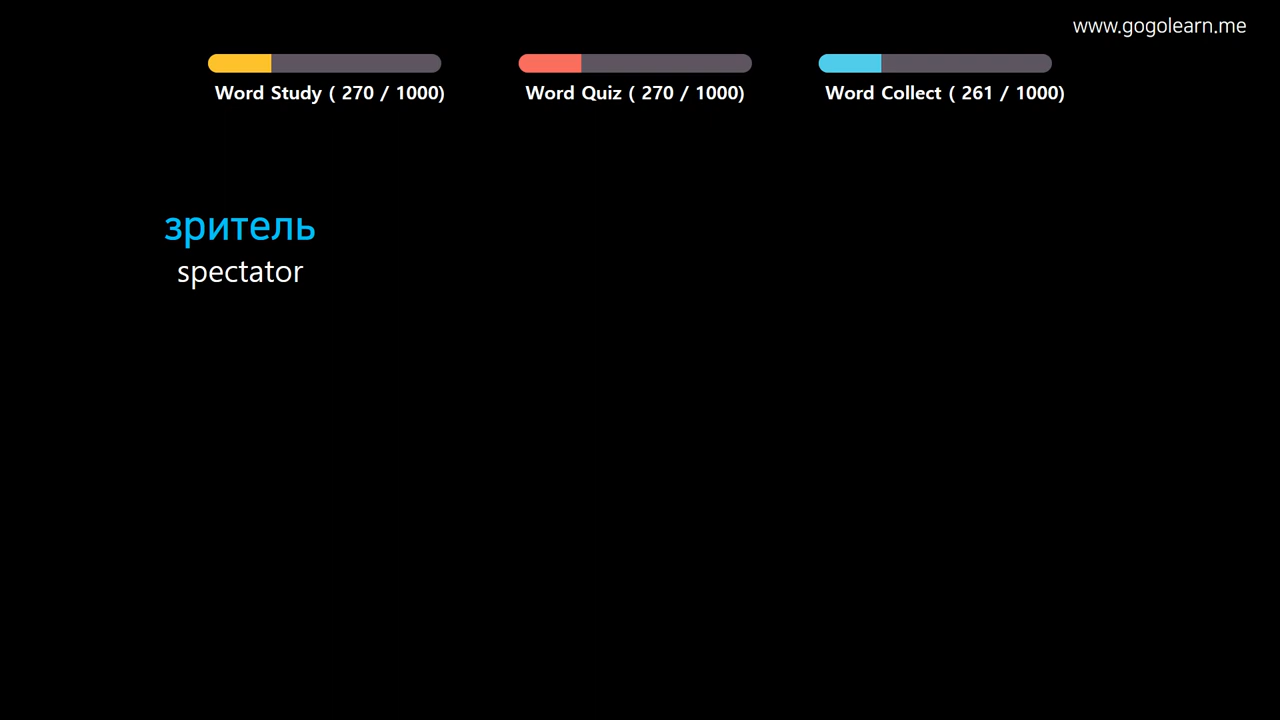 www.gogolearn.me
Word Study ( 270 / 1000)
Word Quiz ( 270 / 1000)
Word Collect ( 261 / 1000)
зритель
spectator